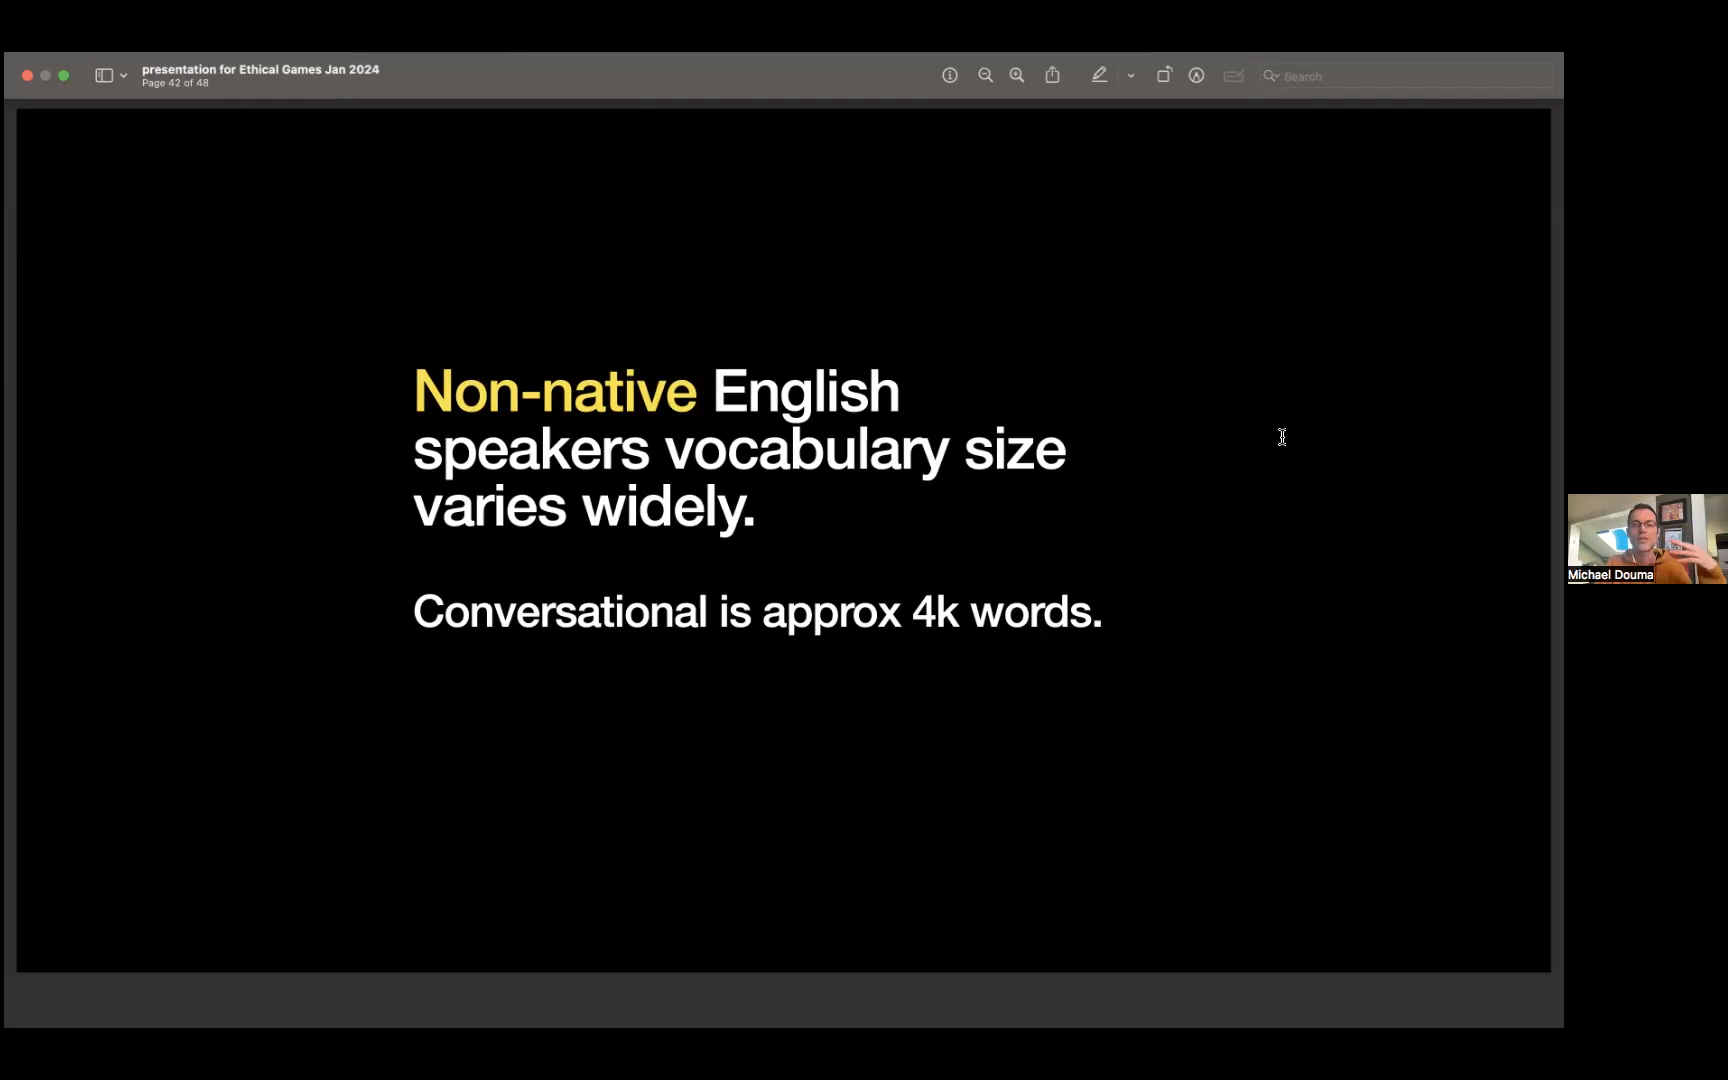 presentation for Ethical Games Jan 2024
Page 42 of 48
Search
Non-native English
speakers vocabulary size
varies widely.
Conversational is approx 4k words.
Michael Douma